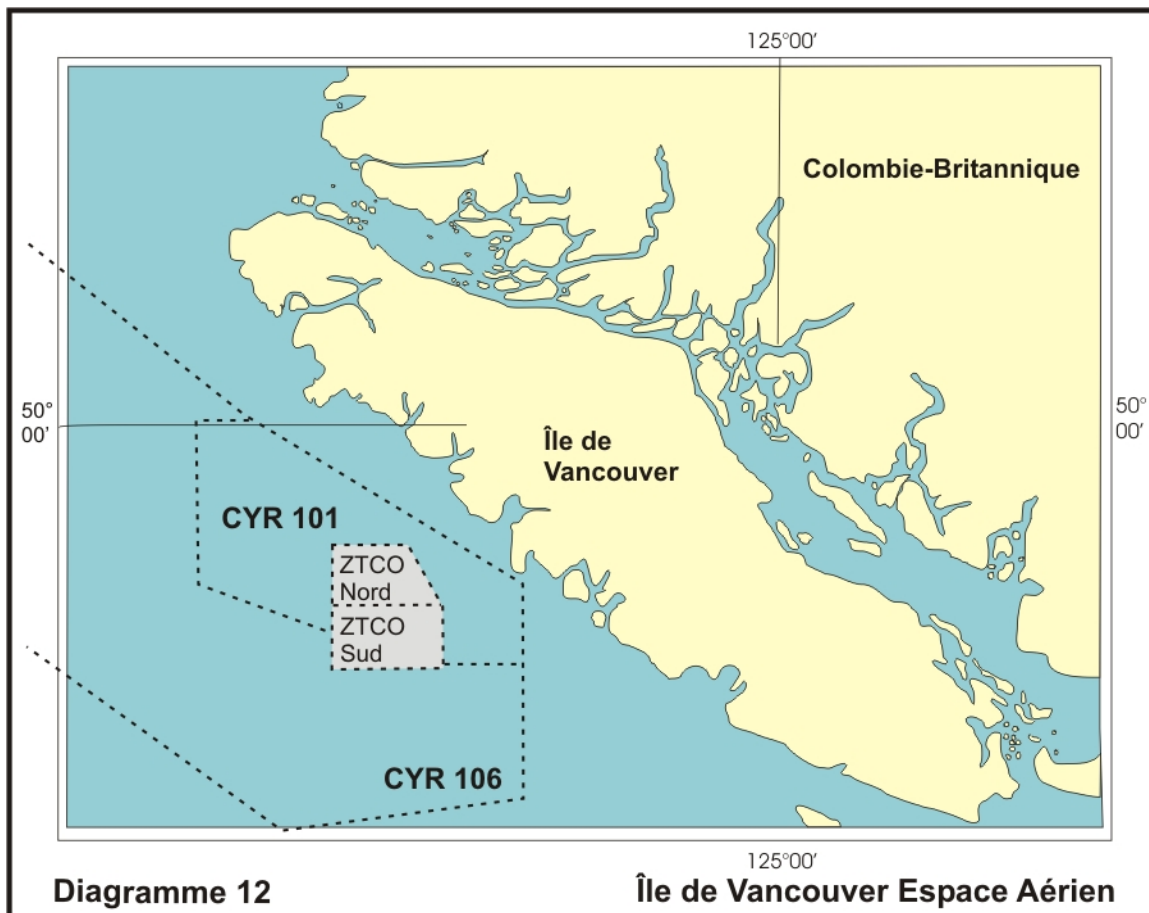 125°00’
Colombie-Britannique
50°
00’
50°
00’
Île de
Vancouver
CYR 101
ZTCO
Nord
ZTCO
Sud
CYR 106
125°00’
Diagramme 12
Île de Vancouver Espace Aérien